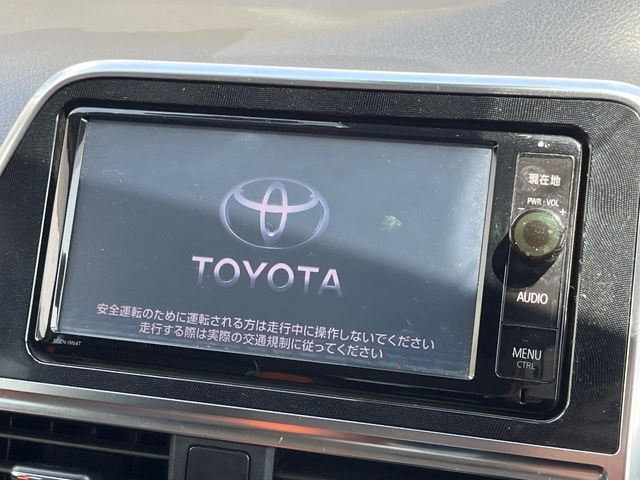 現在地
PWR・VOL
− +
TOYOTA
AUDIO
安全運転のために運転される方は走行中に操作しないでください
走行する際は実際の交通規制に従ってください
NSZN-W64T
MENU
CTRL